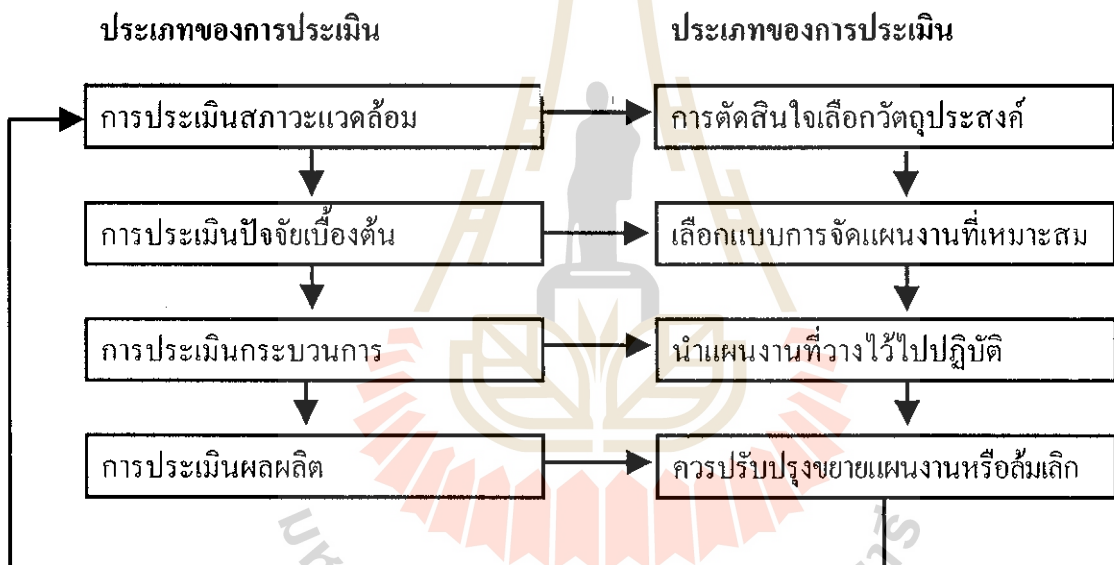 ประเภทของการประเมิน ประเภทของการประเมิน
การประเมินสภาวะแวดล้อม การตัดสินใจเลือกวัตถุประสงค์
การประเมินปัจจัยเบื้องต้น เลือกแบบการจัดแผนงานที่เหมาะสม
การประเมินกระบวนการ นำแผนงานที่วางไว้ไปปฏิบัติ
การประเมินผลผลิต ควรปรับปรุงขยายแผนงานหรือล้มเลิก